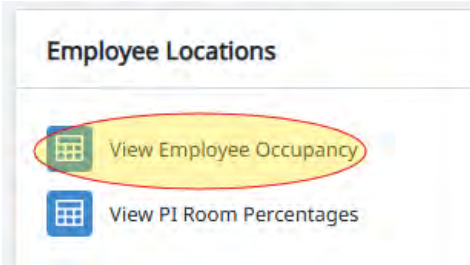 Employee Locations
View Employee Occupancy
View PI Room Percentages